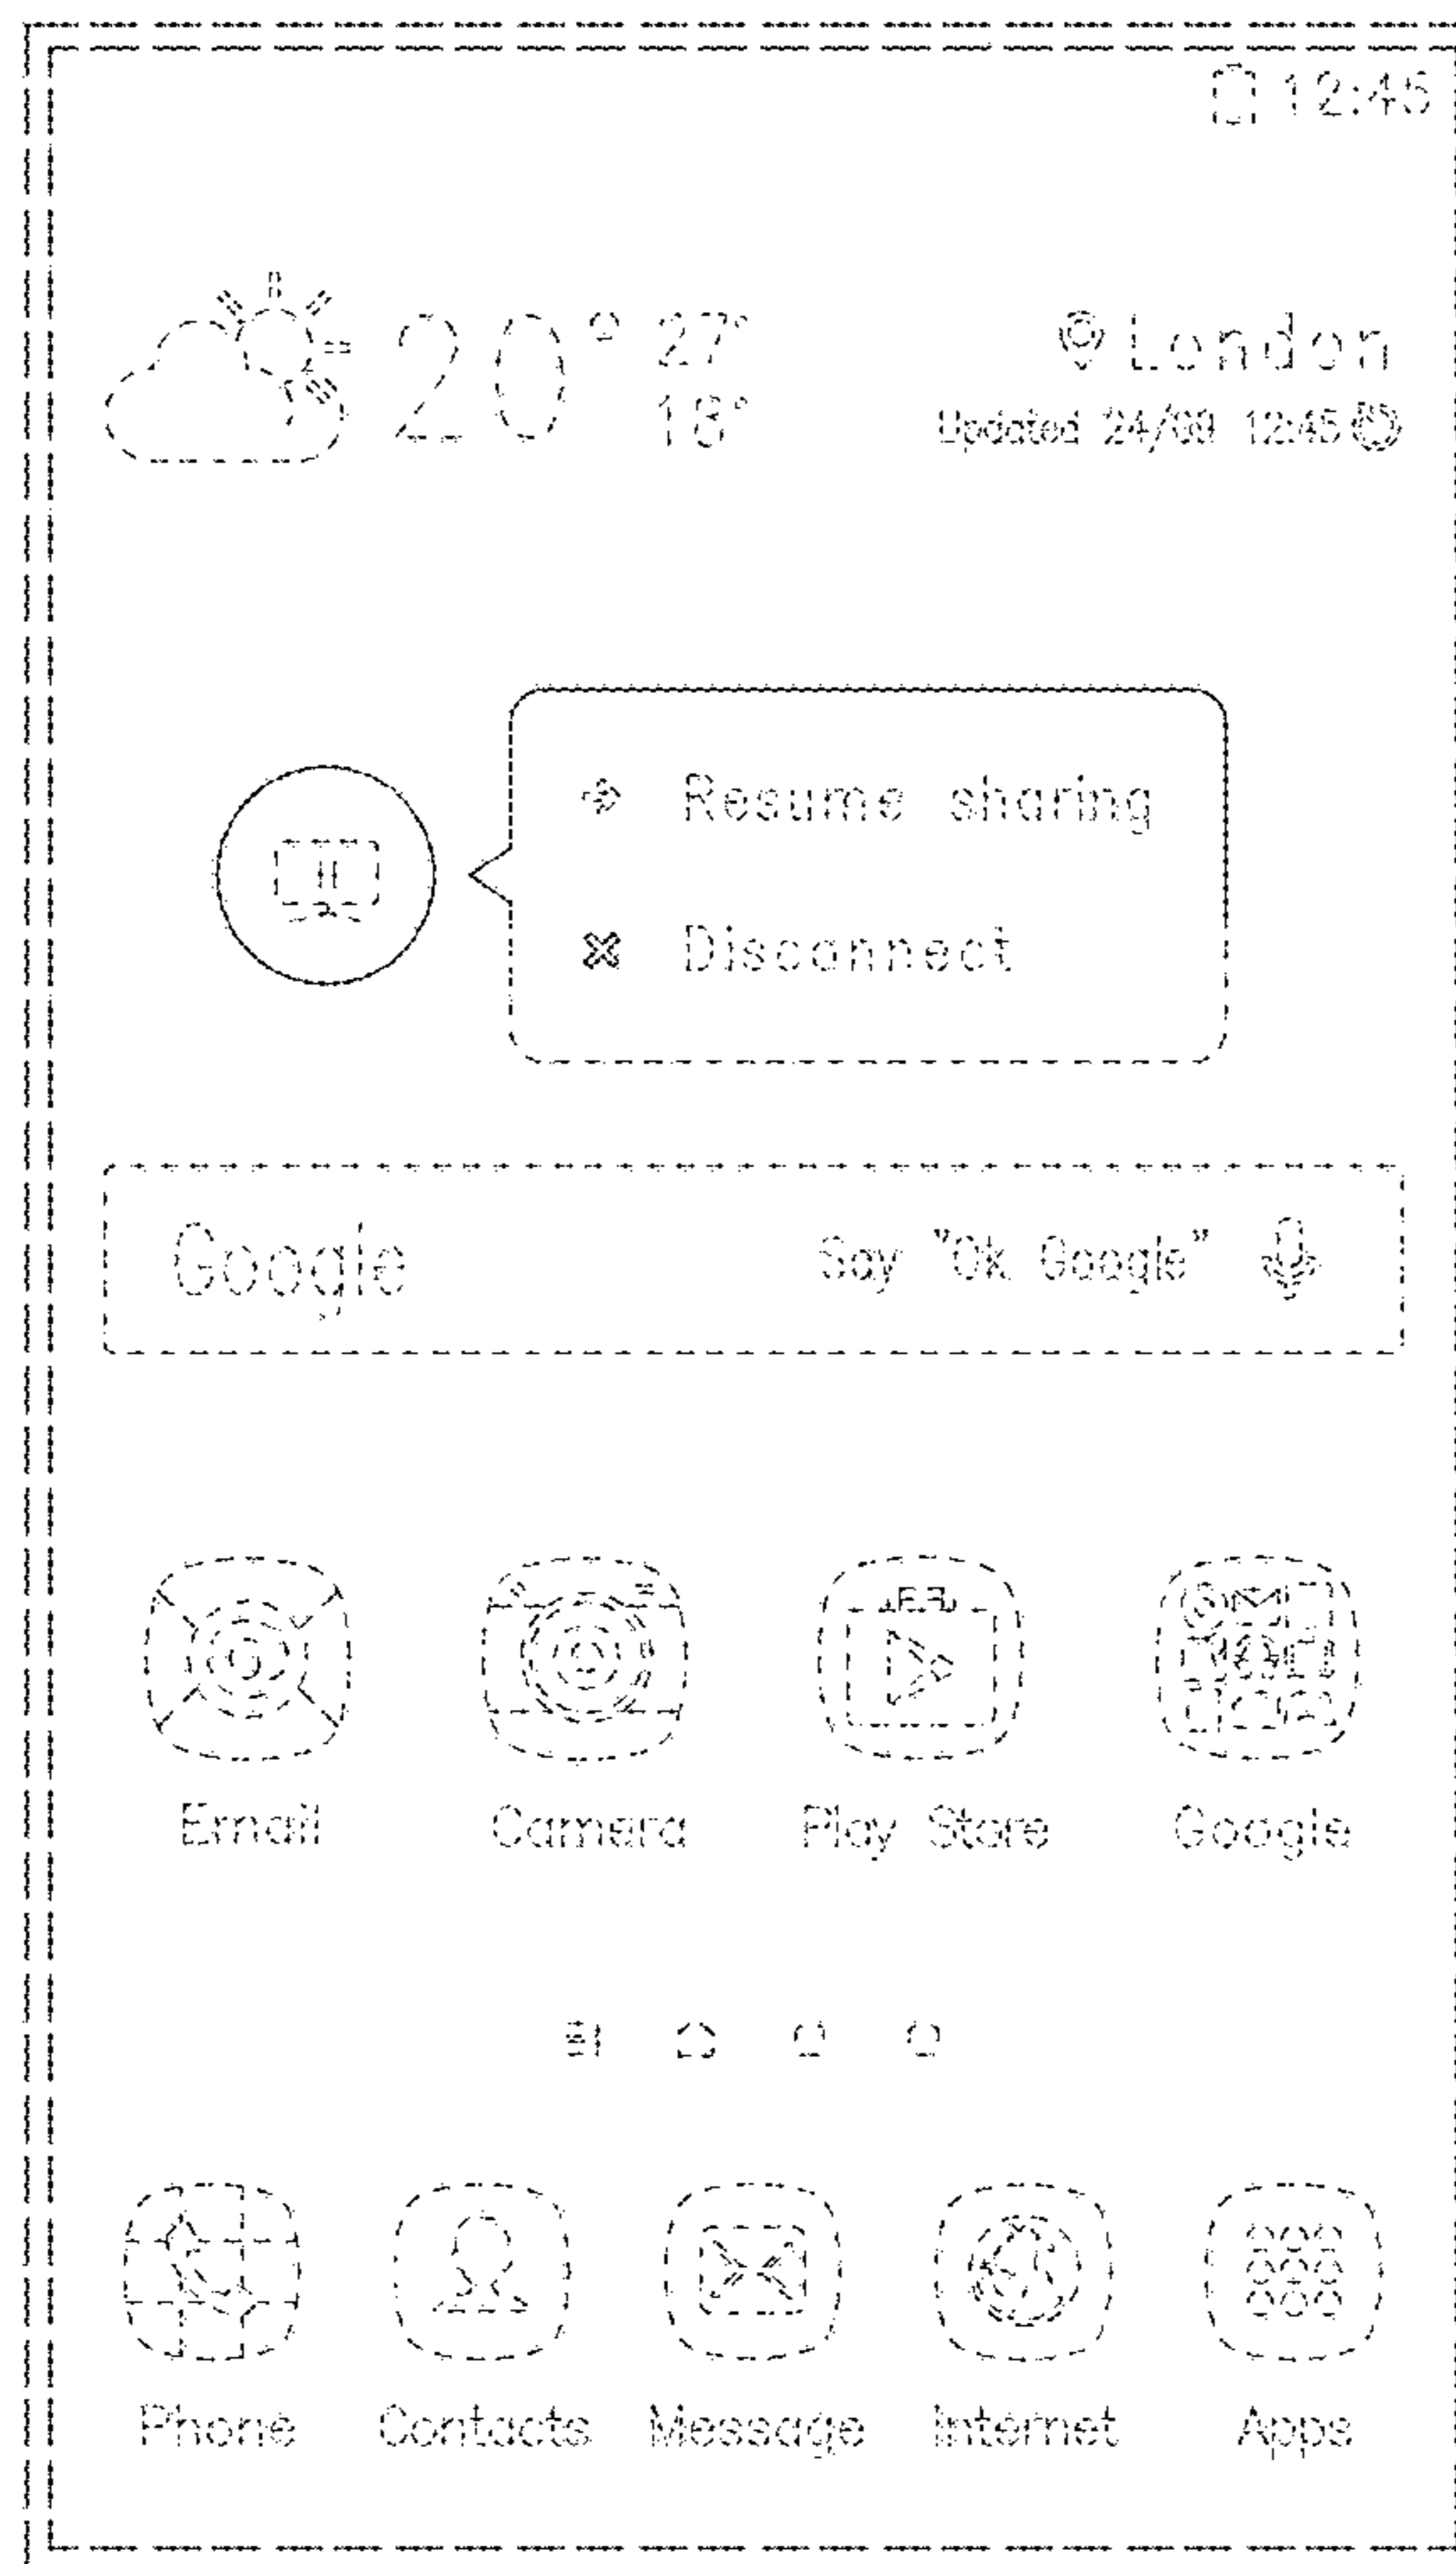 12:45
20° 27°
18°
London
Updated 24/09 12:45
Resume sharing
Disconnect
Google Say "Ok Google"
Email Camera Play Store Google
Phone Contacts Message Internet Apps